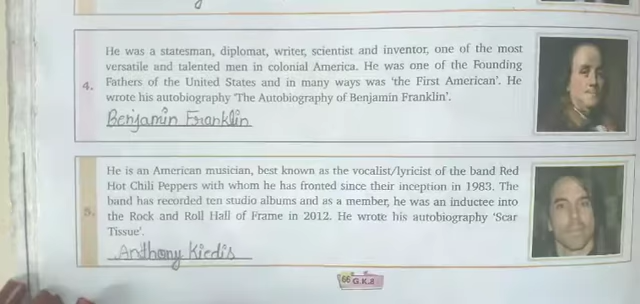 He was a statesman, diplomat, writer, scientist and inventor, one of the most
versatile and talented men in colonial America. He was one of the Founding
4. Fathers of the United States and in many ways was 'the First American'. He
wrote his autobiography 'The Autobiography of Benjamin Franklin'.
Benjamin Franklin
He is an American musician, best known as the vocalist/lyricist of the band Red
Hot Chili Peppers with whom he has fronted since their inception in 1983. The
band has recorded ten studio albums and as a member, he was an inductee into
5. the Rock and Roll Hall of Frame in 2012. He wrote his autobiography 'Scar
Tissue'.
Anthony Kiedis
66 G.K.-